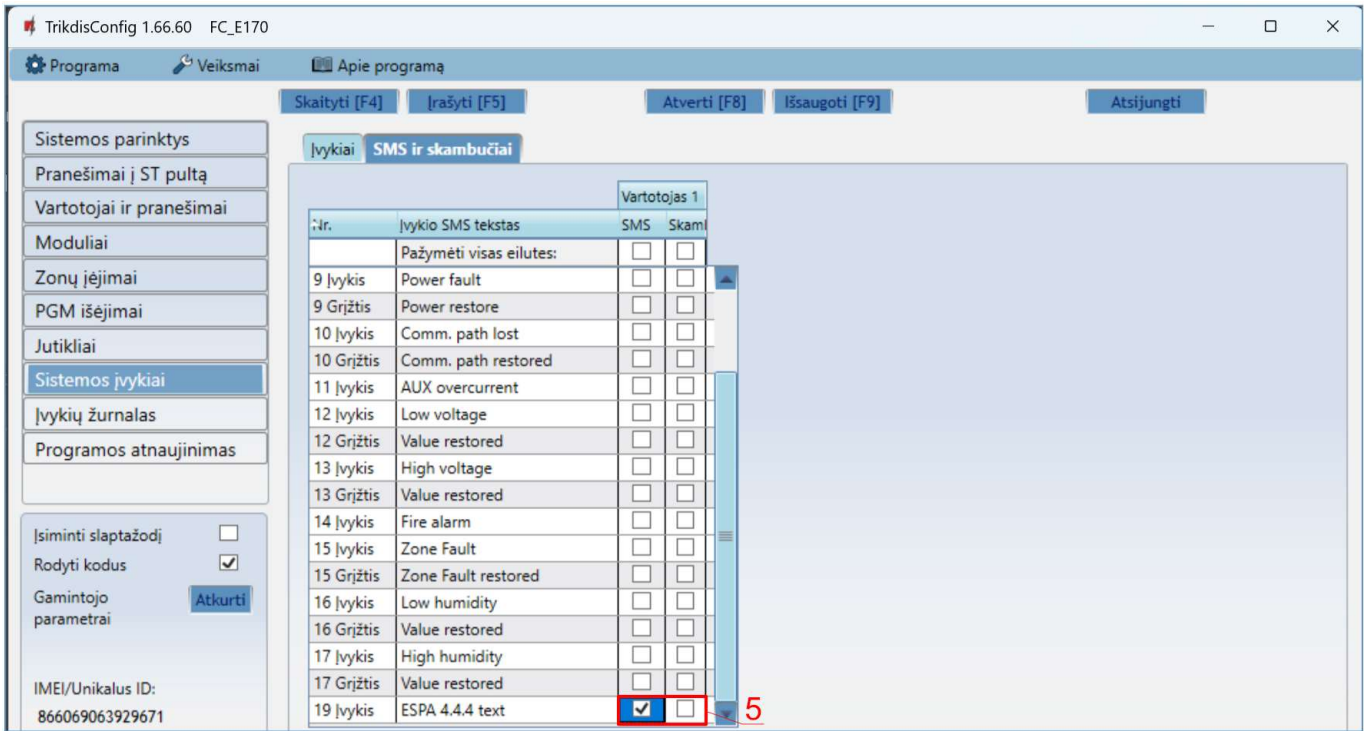 TrikdisConfig 1.66.60 FC_E170
Programa Veiksmai Apie programą
Skaityti [F4] Įrašyti [F5] Atverti [F8] Išsaugoti [F9] Atsijungti
Sistemos parinktys
Pranešimai į ST pultą
Vartotojai ir pranešimai
Moduliai
Zonų įėjimai
PGM išėjimai
Jutikliai
Sistemos įvykiai
Įvykių žurnalas
Programos atnaujinimas
Įsiminti slaptažodį
Rodyti kodus
Gamintojo parametrai Atkurti
IMEI/Unikalus ID:
866069063929671
Įvykiai SMS ir skambučiai
Vartotojas 1
Nr. Įvykio SMS tekstas SMS Skaml
Pažymėti visas eilutes:
9 Įvykis Power fault
9 Grįžtis Power restore
10 Įvykis Comm. path lost
10 Grįžtis Comm. path restored
11 Įvykis AUX overcurrent
12 Įvykis Low voltage
12 Grįžtis Value restored
13 Įvykis High voltage
13 Grįžtis Value restored
14 Įvykis Fire alarm
15 Įvykis Zone Fault
15 Grįžtis Zone Fault restored
16 Įvykis Low humidity
16 Grįžtis Value restored
17 Įvykis High humidity
17 Grįžtis Value restored
19 Įvykis ESPA 4.4.4 text 5